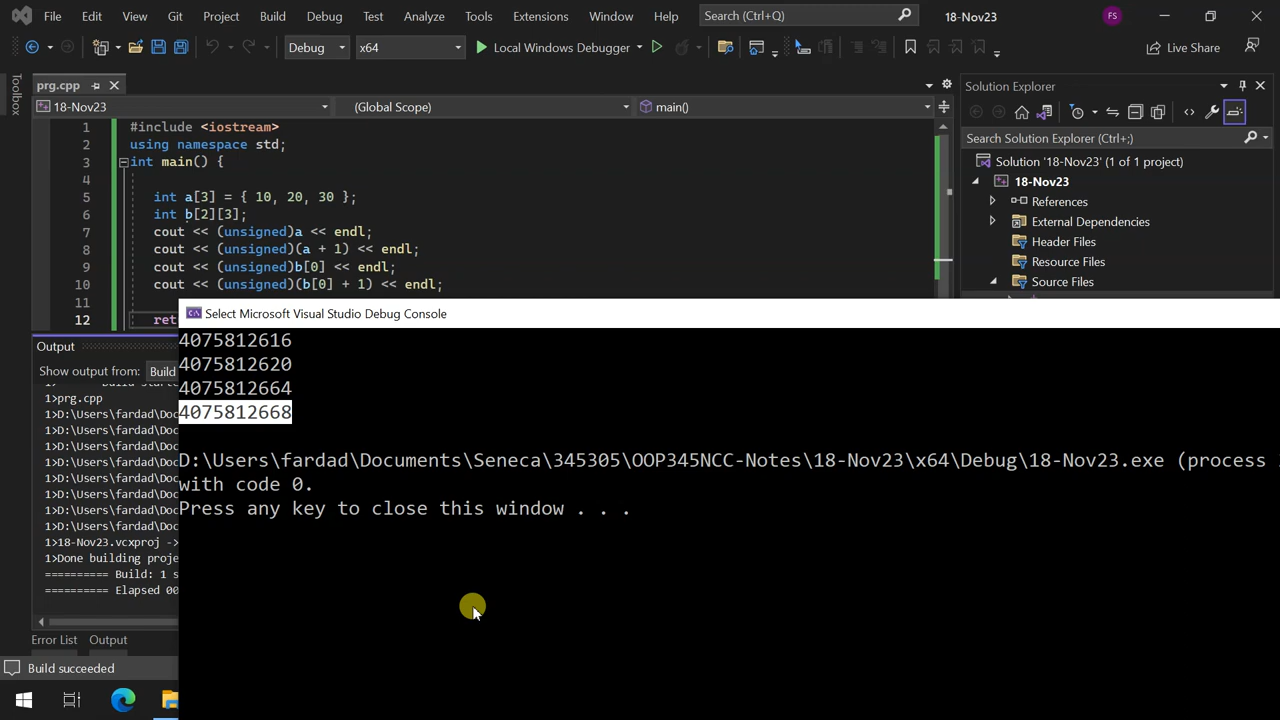 File Edit View Git Project Build Debug Test Analyze Tools Extensions Window Help Search (Ctrl+Q) 18-Nov23 FS
Debug x64 Local Windows Debugger Live Share
Toolbox
prg.cpp
18-Nov23 (Global Scope) main()
1 #include <iostream>
2 using namespace std;
3 int main() {
4
5 int a[3] = { 10, 20, 30 };
6 int b[2][3];
7 cout << (unsigned)a << endl;
8 cout << (unsigned)(a + 1) << endl;
9 cout << (unsigned)b[0] << endl;
10 cout << (unsigned)(b[0] + 1) << endl;
11
12 ret
Solution Explorer
Search Solution Explorer (Ctrl+;)
Solution '18-Nov23' (1 of 1 project)
18-Nov23
References
External Dependencies
Header Files
Resource Files
Source Files
Output
Show output from: Build
1>prg.cpp
1>D:\Users\fardad\Docu
1>D:\Users\fardad\Docu
1>D:\Users\fardad\Docu
1>D:\Users\fardad\Docu
1>D:\Users\fardad\Docu
1>D:\Users\fardad\Docu
1>D:\Users\fardad\Docu
1>D:\Users\fardad\Docu
1>18-Nov23.vcxproj ->
1>Done building proje
========== Build: 1 s
========== Elapsed 00
Error List Output
Build succeeded
Select Microsoft Visual Studio Debug Console
4075812616
4075812620
4075812664
4075812668
D:\Users\fardad\Documents\Seneca\345305\OOP345NCC-Notes\18-Nov23\x64\Debug\18-Nov23.exe (process
with code 0.
Press any key to close this window . . .